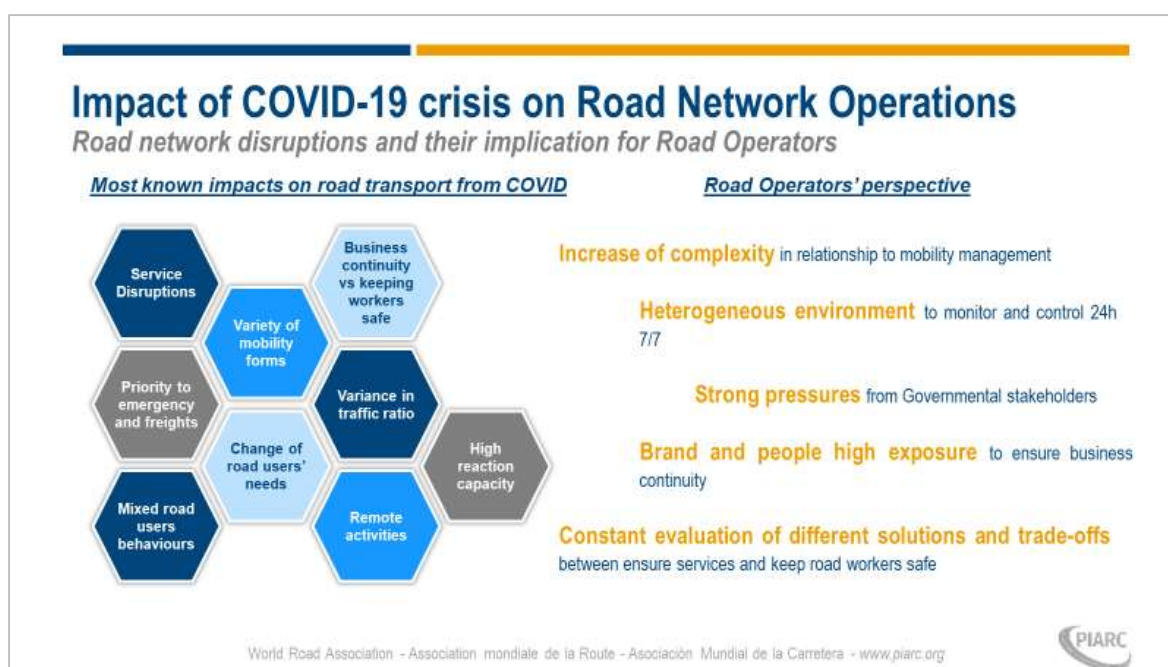 Impact of COVID-19 crisis on Road Network Operations
Road network disruptions and their implication for Road Operators
Most known impacts on road transport from COVID
Service
Disruptions
Business
continuity
vs keeping
workers
safe
Variety of
mobility
forms
Priority to
emergency
and freights
Variance in
traffic ratio
Change of
road users'
needs
High
reaction
capacity
Mixed road
users
behaviours
Remote
activities
Road Operators' perspective
Increase of complexity in relationship to mobility management
Heterogeneous environment to monitor and control 24h
7/7
Strong pressures from Governmental stakeholders
Brand and people high exposure to ensure business
continuity
Constant evaluation of different solutions and trade-offs
between ensure services and keep road workers safe
World Road Association - Association mondiale de la Route - Asociación Mundial de la Carretera - www.piarc.org
PIARC